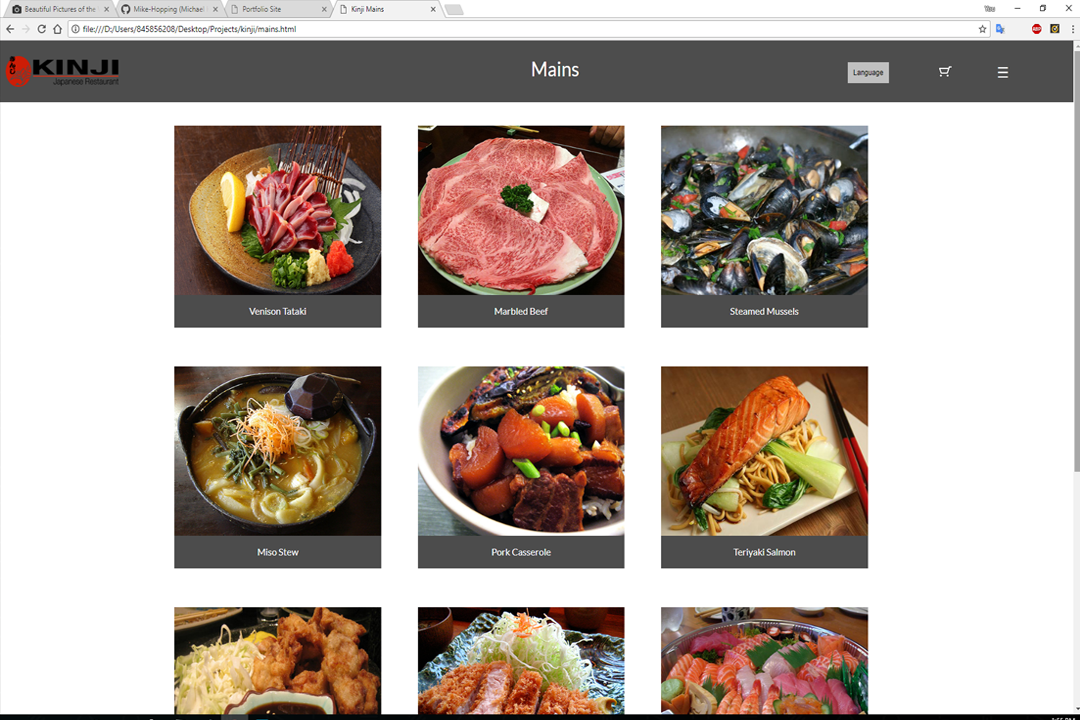 Beautiful Pictures of the
Mike-Hopping (Michael
Portfolio Site
Kinji Mains
file:///D:/Users/845856208/Desktop/Projects/kinji/mains.html
KINJI
Japanese Restaurant
Mains
Language
Venison Tataki
Marbled Beef
Steamed Mussels
Miso Stew
Pork Casserole
Teriyaki Salmon